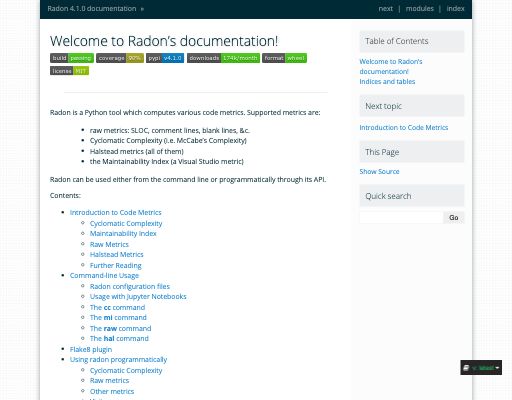 Radon 4.1.0 documentation »
next | modules | index
Welcome to Radon's documentation!
build passing coverage 90% pypi v4.1.0 downloads 174k/month format wheel
license MIT
Radon is a Python tool which computes various code metrics. Supported metrics are:
raw metrics: SLOC, comment lines, blank lines, &c.
Cyclomatic Complexity (i.e. McCabe's Complexity)
Halstead metrics (all of them)
the Maintainability Index (a Visual Studio metric)
Radon can be used either from the command line or programmatically through its API.
Contents:
Introduction to Code Metrics
Cyclomatic Complexity
Maintainability Index
Raw Metrics
Halstead Metrics
Further Reading
Command-line Usage
Radon configuration files
Usage with Jupyter Notebooks
The cc command
The mi command
The raw command
The hal command
Flake8 plugin
Using radon programmatically
Cyclomatic Complexity
Raw metrics
Other metrics
Table of Contents
Welcome to Radon's
documentation!
Indices and tables
Next topic
Introduction to Code Metrics
This Page
Show Source
Quick search
Go
v: latest